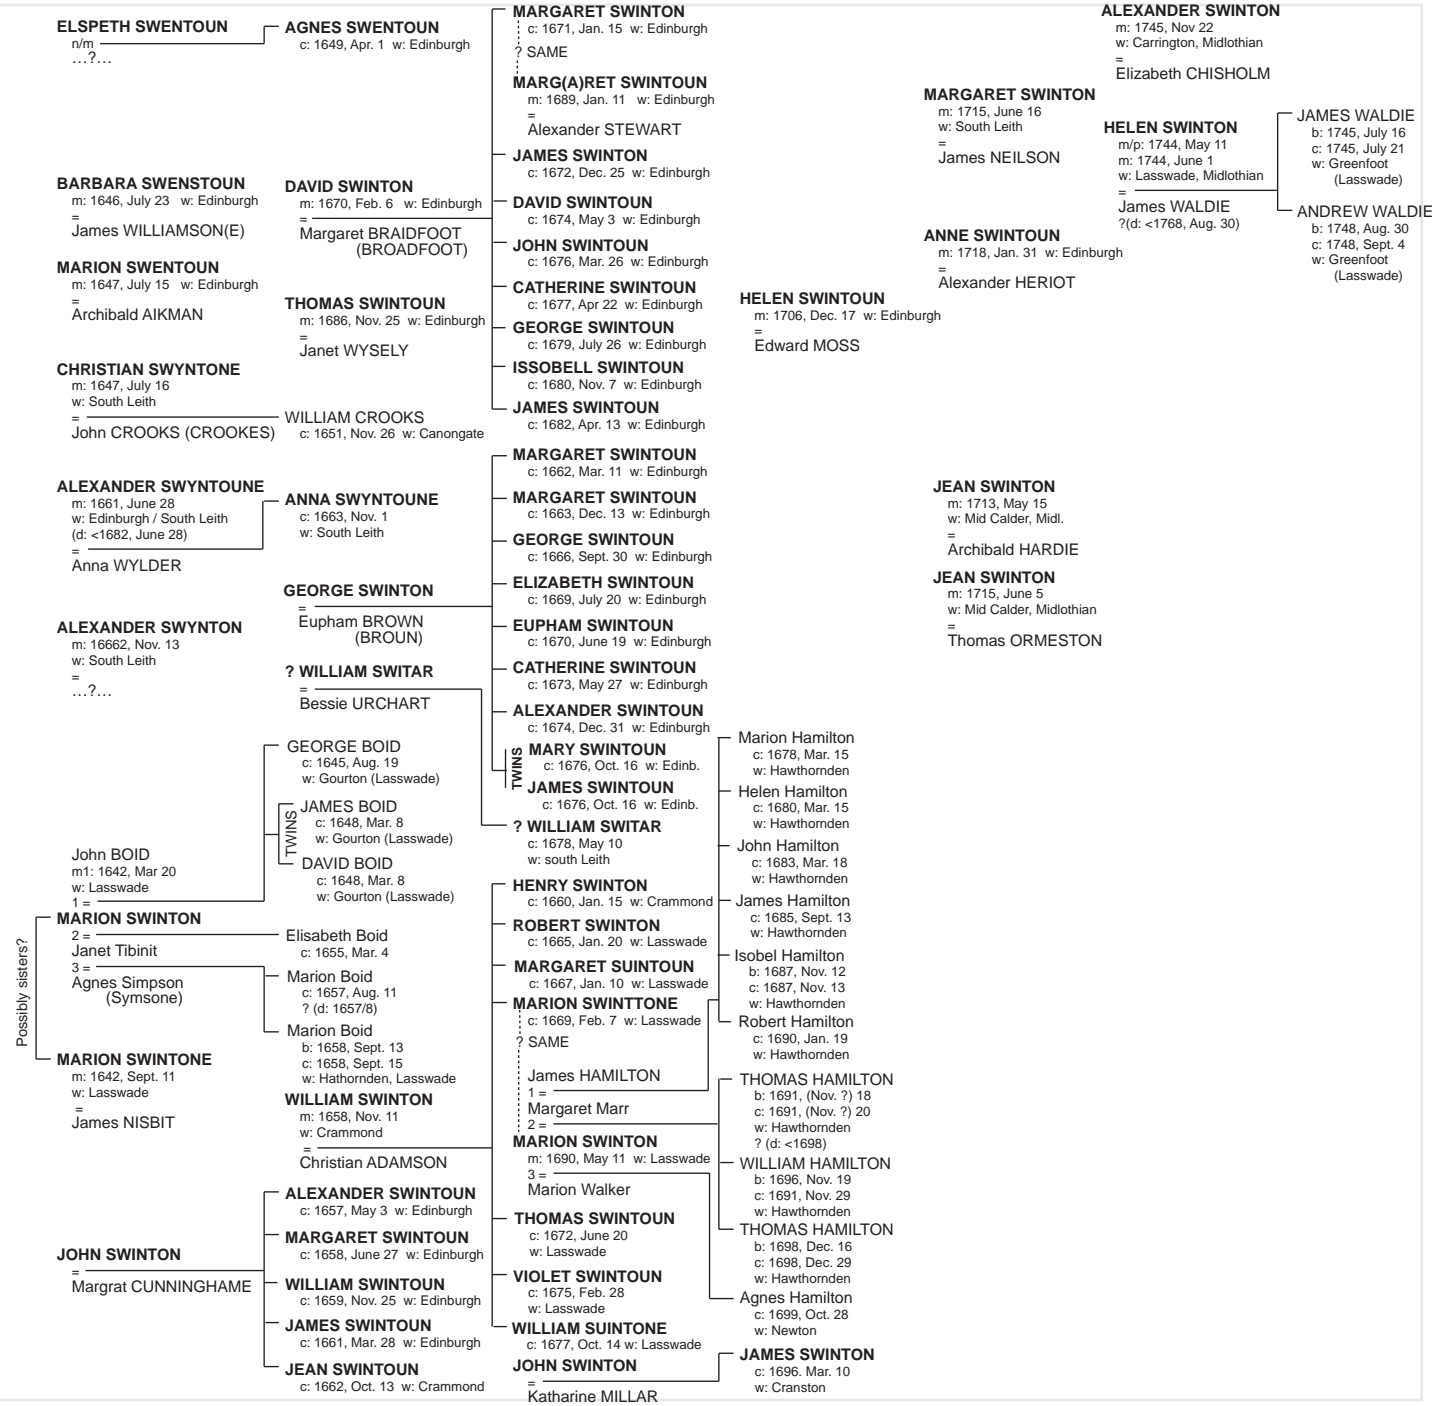 ELSPETH SWENTOUN
n/m
…?…
BARBARA SWENSTOUN
m: 1646, July 23 w: Edinburgh
=
James WILLIAMSON(E)
MARION SWENTOUN
m: 1647, July 15 w: Edinburgh
=
Archibald AIKMAN
CHRISTIAN SWYNTONE
m: 1647, July 16
w: South Leith
=
John CROOKS (CROOKES)
ALEXANDER SWYNTOUNE
m: 1661, June 28
w: Edinburgh / South Leith
(d: <1682, June 28)
=
Anna WYLDER
ALEXANDER SWYNTON
m: 16662, Nov. 13
w: South Leith
=
…?…
John BOID
m1: 1642, Mar 20
w: Lasswade
1 =
MARION SWINTON
2 =
Janet Tibinit
3 =
Agnes Simpson
(Symsone)
Possibly sisters?
MARION SWINTONE
m: 1642, Sept. 11
w: Lasswade
=
James NISBIT
JOHN SWINTON
=
Margrat CUNNINGHAME
AGNES SWENTOUN
c: 1649, Apr. 1 w: Edinburgh
DAVID SWINTON
m: 1670, Feb. 6 w: Edinburgh
=
Margaret BRAIDFOOT
(BROADFOOT)
THOMAS SWINTOUN
m: 1686, Nov. 25 w: Edinburgh
=
Janet WYSELY
WILLIAM CROOKS
c: 1651, Nov. 26 w: Canongate
ANNA SWYNTOUNE
c: 1663, Nov. 1
w: South Leith
GEORGE SWINTON
=
Eupham BROWN
(BROUN)
? WILLIAM SWITAR
=
Bessie URCHART
GEORGE BOID
c: 1645, Aug. 19
w: Gourton (Lasswade)
TWINS
JAMES BOID
c: 1648, Mar. 8
w: Gourton (Lasswade)
DAVID BOID
c: 1648, Mar. 8
w: Gourton (Lasswade)
Elisabeth Boid
c: 1655, Mar. 4
Marion Boid
c: 1657, Aug. 11
? (d: 1657/8)
Marion Boid
b: 1658, Sept. 13
c: 1658, Sept. 15
w: Hathornden, Lasswade
WILLIAM SWINTON
m: 1658, Nov. 11
w: Crammond
=
Christian ADAMSON
ALEXANDER SWINTOUN
c: 1657, May 3 w: Edinburgh
MARGARET SWINTOUN
c: 1658, June 27 w: Edinburgh
WILLIAM SWINTOUN
c: 1659, Nov. 25 w: Edinburgh
JAMES SWINTOUN
c: 1661, Mar. 28 w: Edinburgh
JEAN SWINTOUN
c: 1662, Oct. 13 w: Crammond
MARGARET SWINTON
c: 1671, Jan. 15 w: Edinburgh
? SAME
MARG(A)RET SWINTOUN
m: 1689, Jan. 11 w: Edinburgh
=
Alexander STEWART
JAMES SWINTON
c: 1672, Dec. 25 w: Edinburgh
DAVID SWINTOUN
c: 1674, May 3 w: Edinburgh
JOHN SWINTOUN
c: 1676, Mar. 26 w: Edinburgh
CATHERINE SWINTOUN
c: 1677, Apr 22 w: Edinburgh
GEORGE SWINTOUN
c: 1679, July 26 w: Edinburgh
ISSOBELL SWINTOUN
c: 1680, Nov. 7 w: Edinburgh
JAMES SWINTOUN
c: 1682, Apr. 13 w: Edinburgh
MARGARET SWINTOUN
c: 1662, Mar. 11 w: Edinburgh
MARGARET SWINTOUN
c: 1663, Dec. 13 w: Edinburgh
GEORGE SWINTOUN
c: 1666, Sept. 30 w: Edinburgh
ELIZABETH SWINTOUN
c: 1669, July 20 w: Edinburgh
EUPHAM SWINTOUN
c: 1670, June 19 w: Edinburgh
CATHERINE SWINTOUN
c: 1673, May 27 w: Edinburgh
ALEXANDER SWINTOUN
c: 1674, Dec. 31 w: Edinburgh
TWINS
MARY SWINTOUN
c: 1676, Oct. 16 w: Edinb.
JAMES SWINTOUN
c: 1676, Oct. 16 w: Edinb.
? WILLIAM SWITAR
c: 1678, May 10
w: south Leith
HENRY SWINTON
c: 1660, Jan. 15 w: Crammond
ROBERT SWINTON
c: 1665, Jan. 20 w: Lasswade
MARGARET SUINTOUN
c: 1667, Jan. 10 w: Lasswade
MARION SWINTTONE
c: 1669, Feb. 7 w: Lasswade
? SAME
James HAMILTON
1 =
Margaret Marr
2 =
MARION SWINTON
m: 1690, May 11 w: Lasswade
3 =
Marion Walker
THOMAS SWINTOUN
c: 1672, June 20
w: Lasswade
VIOLET SWINTOUN
c: 1675, Feb. 28
w: Lasswade
WILLIAM SUINTONE
c: 1677, Oct. 14 w: Lasswade
JOHN SWINTON
=
Katharine MILLAR
HELEN SWINTOUN
m: 1706, Dec. 17 w: Edinburgh
=
Edward MOSS
Marion Hamilton
c: 1678, Mar. 15
w: Hawthornden
Helen Hamilton
c: 1680, Mar. 15
w: Hawthornden
John Hamilton
c: 1683, Mar. 18
w: Hawthornden
James Hamilton
c: 1685, Sept. 13
w: Hawthornden
Isobel Hamilton
b: 1687, Nov. 12
c: 1687, Nov. 13
w: Hawthornden
Robert Hamilton
c: 1690, Jan. 19
w: Hawthornden
THOMAS HAMILTON
b: 1691, (Nov. ?) 18
c: 1691, (Nov. ?) 20
w: Hawthornden
? (d: <1698)
WILLIAM HAMILTON
b: 1696, Nov. 19
c: 1691, Nov. 29
w: Hawthornden
THOMAS HAMILTON
b: 1698, Dec. 16
c: 1698, Dec. 29
w: Hawthornden
Agnes Hamilton
c: 1699, Oct. 28
w: Newton
JAMES SWINTON
c: 1696. Mar. 10
w: Cranston
MARGARET SWINTON
m: 1715, June 16
w: South Leith
=
James NEILSON
ANNE SWINTOUN
m: 1718, Jan. 31 w: Edinburgh
=
Alexander HERIOT
JEAN SWINTON
m: 1713, May 15
w: Mid Calder, Midl.
=
Archibald HARDIE
JEAN SWINTON
m: 1715, June 5
w: Mid Calder, Midlothian
=
Thomas ORMESTON
ALEXANDER SWINTON
m: 1745, Nov 22
w: Carrington, Midlothian
=
Elizabeth CHISHOLM
HELEN SWINTON
m/p: 1744, May 11
m: 1744, June 1
w: Lasswade, Midlothian
=
James WALDIE
?(d: <1768, Aug. 30)
JAMES WALDIE
b: 1745, July 16
c: 1745, July 21
w: Greenfoot
(Lasswade)
ANDREW WALDIE
b: 1748, Aug. 30
c: 1748, Sept. 4
w: Greenfoot
(Lasswade)